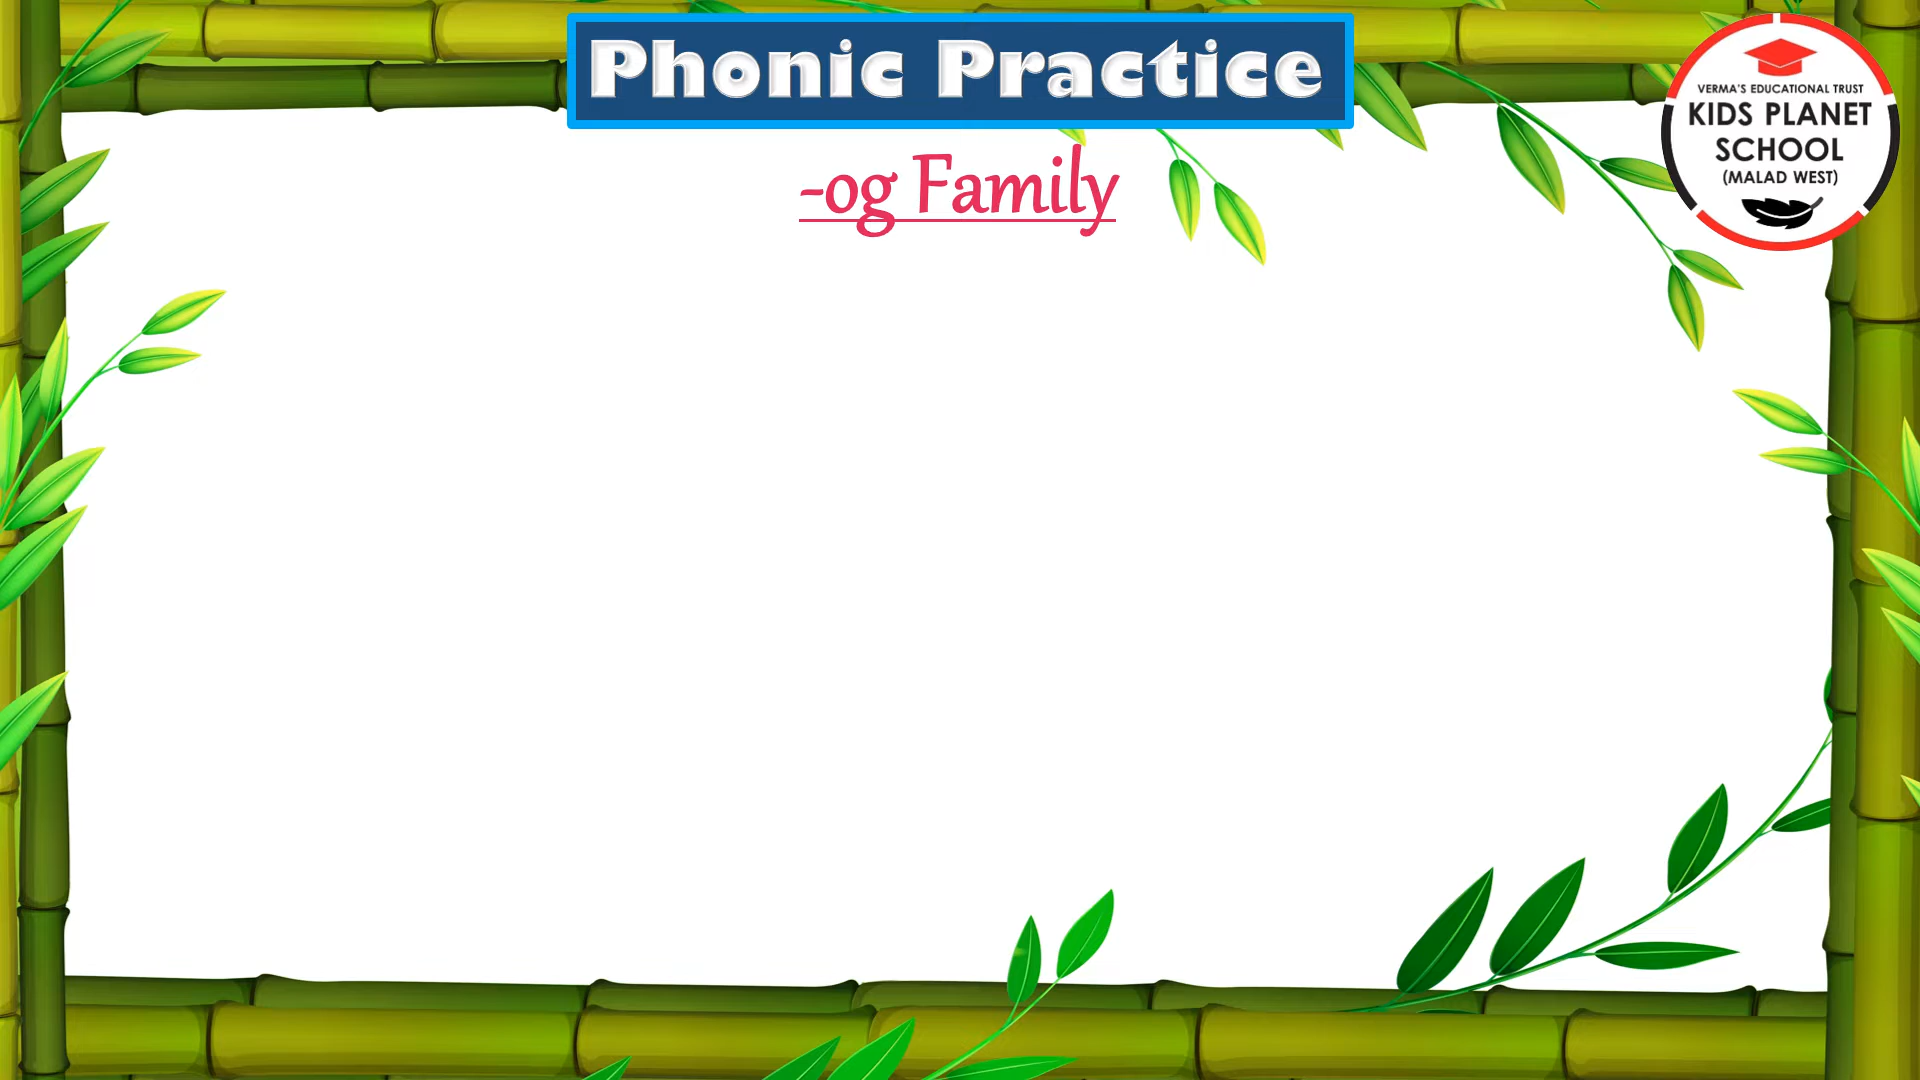 Phonic Practice
-og Family
VERMA'S EDUCATIONAL TRUST
KIDS PLANET
SCHOOL
(MALAD WEST)